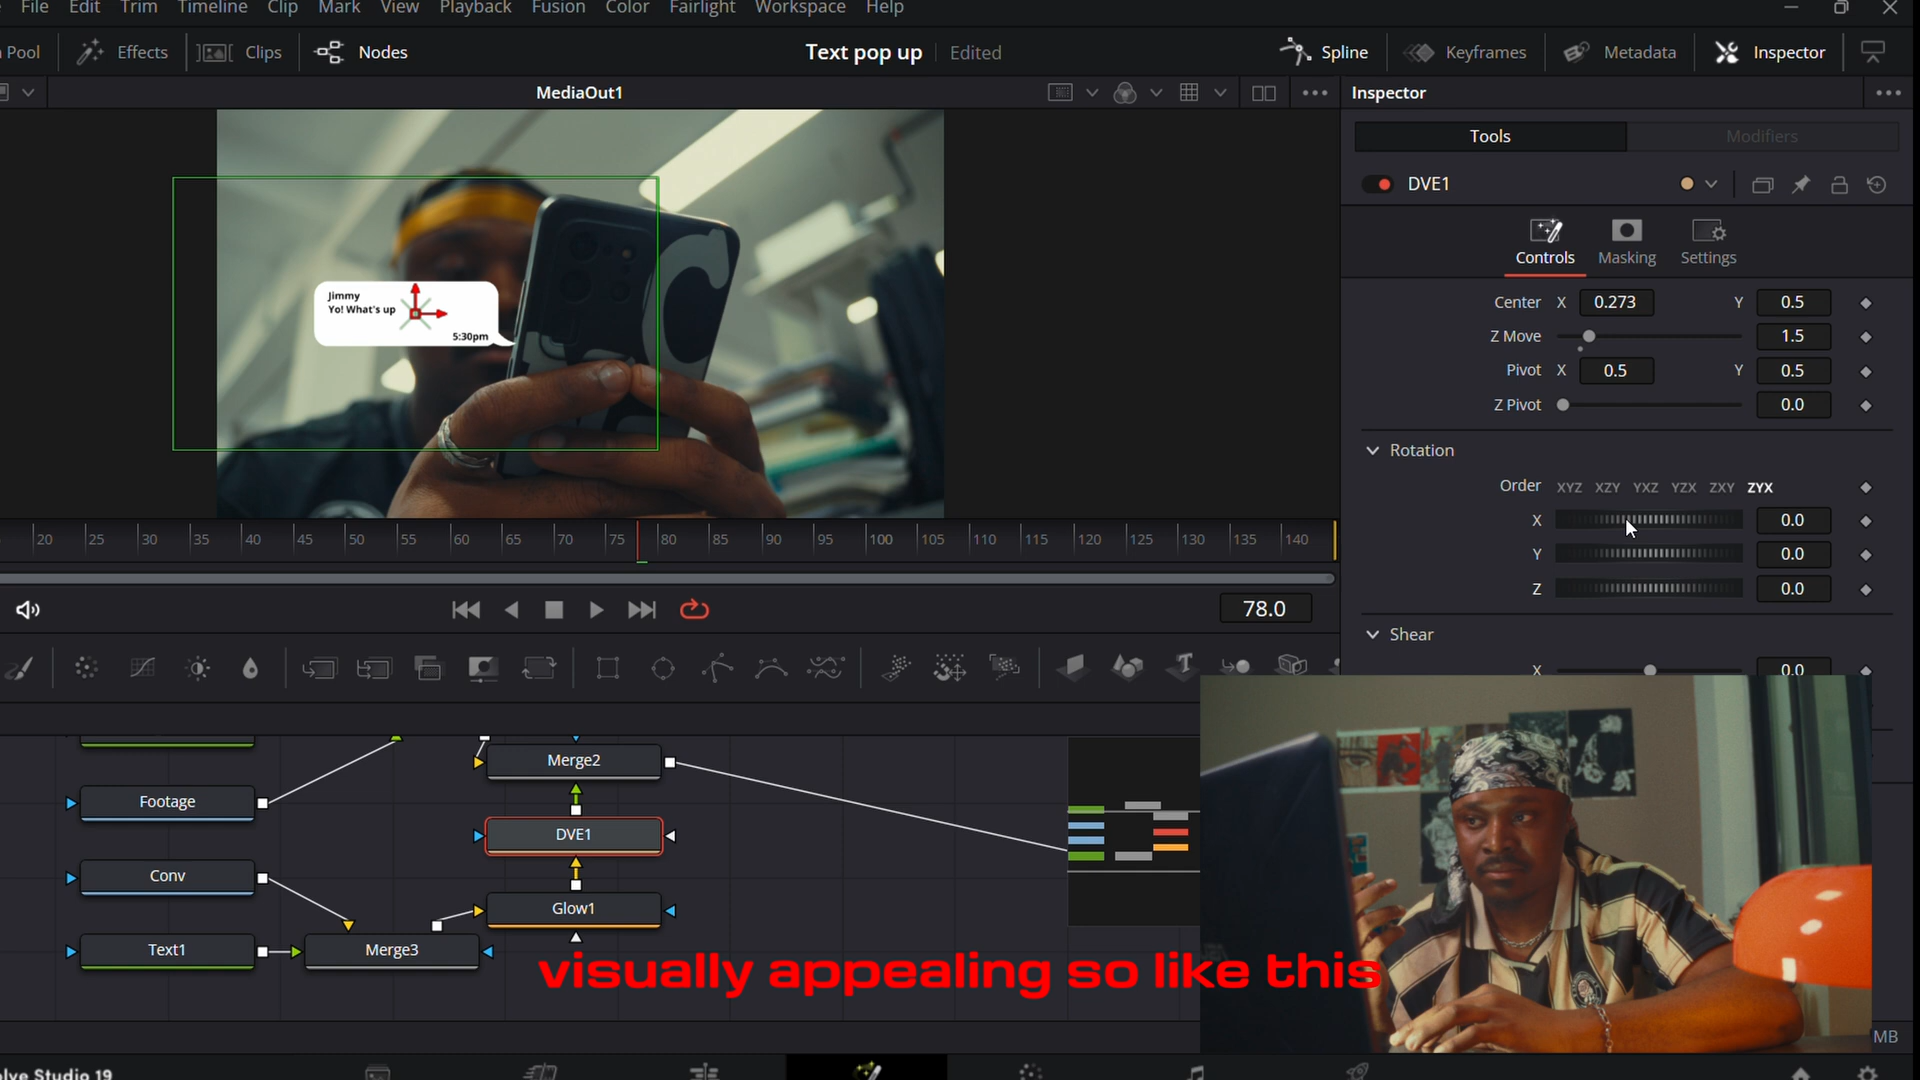 File Edit Trim Timeline Clip Mark View Playback Fusion Color Fairlight Workspace Help
Pool Effects Clips Nodes Text pop up Edited Spline Keyframes Metadata Inspector
MediaOut1 Inspector
Tools Modifiers
DVE1
Controls Masking Settings
Center X 0.273 Y 0.5
Z Move 1.5
Pivot X 0.5 Y 0.5
Z Pivot 0.0
Rotation
Order XYZ XZY YXZ YZX ZXY ZYX
X 0.0
Y 0.0
Z 0.0
Shear
X 0.0
Jimmy
Yo! What's up
5:30pm
20 25 30 35 40 45 50 55 60 65 70 75 80 85 90 95 100 105 110 115 120 125 130 135 140
78.0
Merge2
Footage
DVE1
Conv
Glow1
Text1
Merge3
visually appealing so like this
MB
olve Studio 19